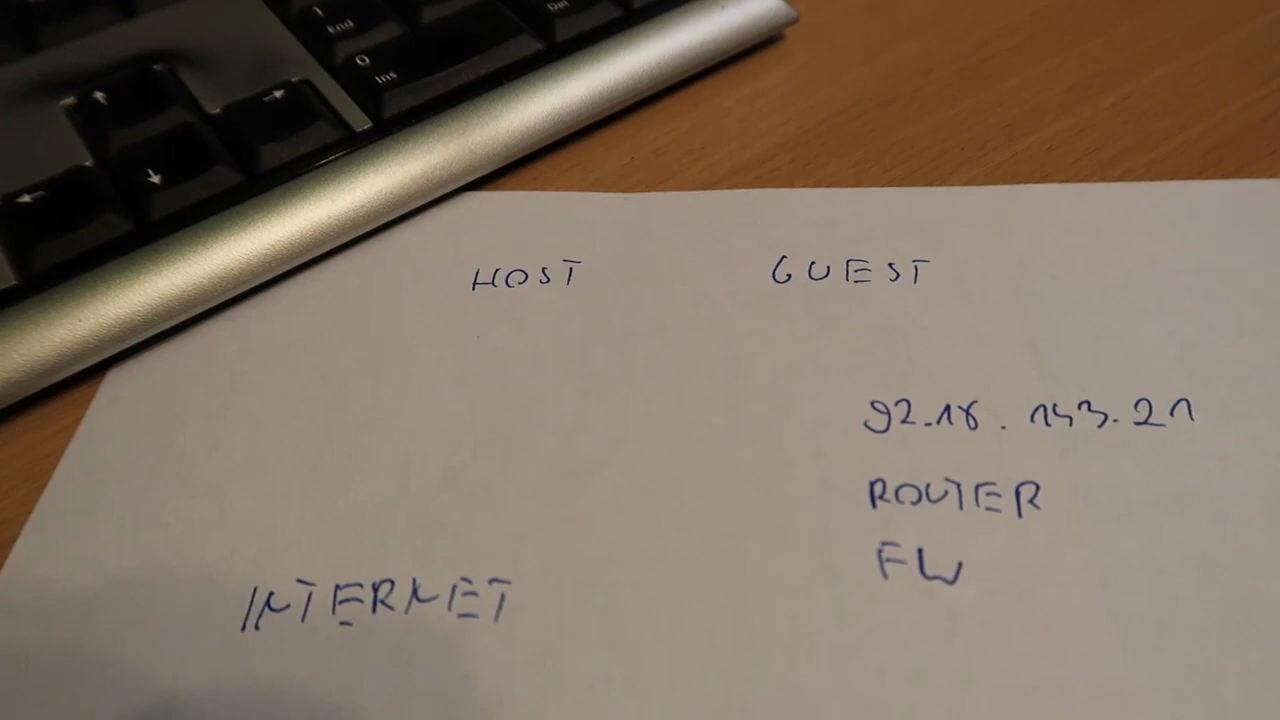 1
End
Del
0
Ins
HOST GUEST
92.18.143.21
ROUTER
FW
INTERNET